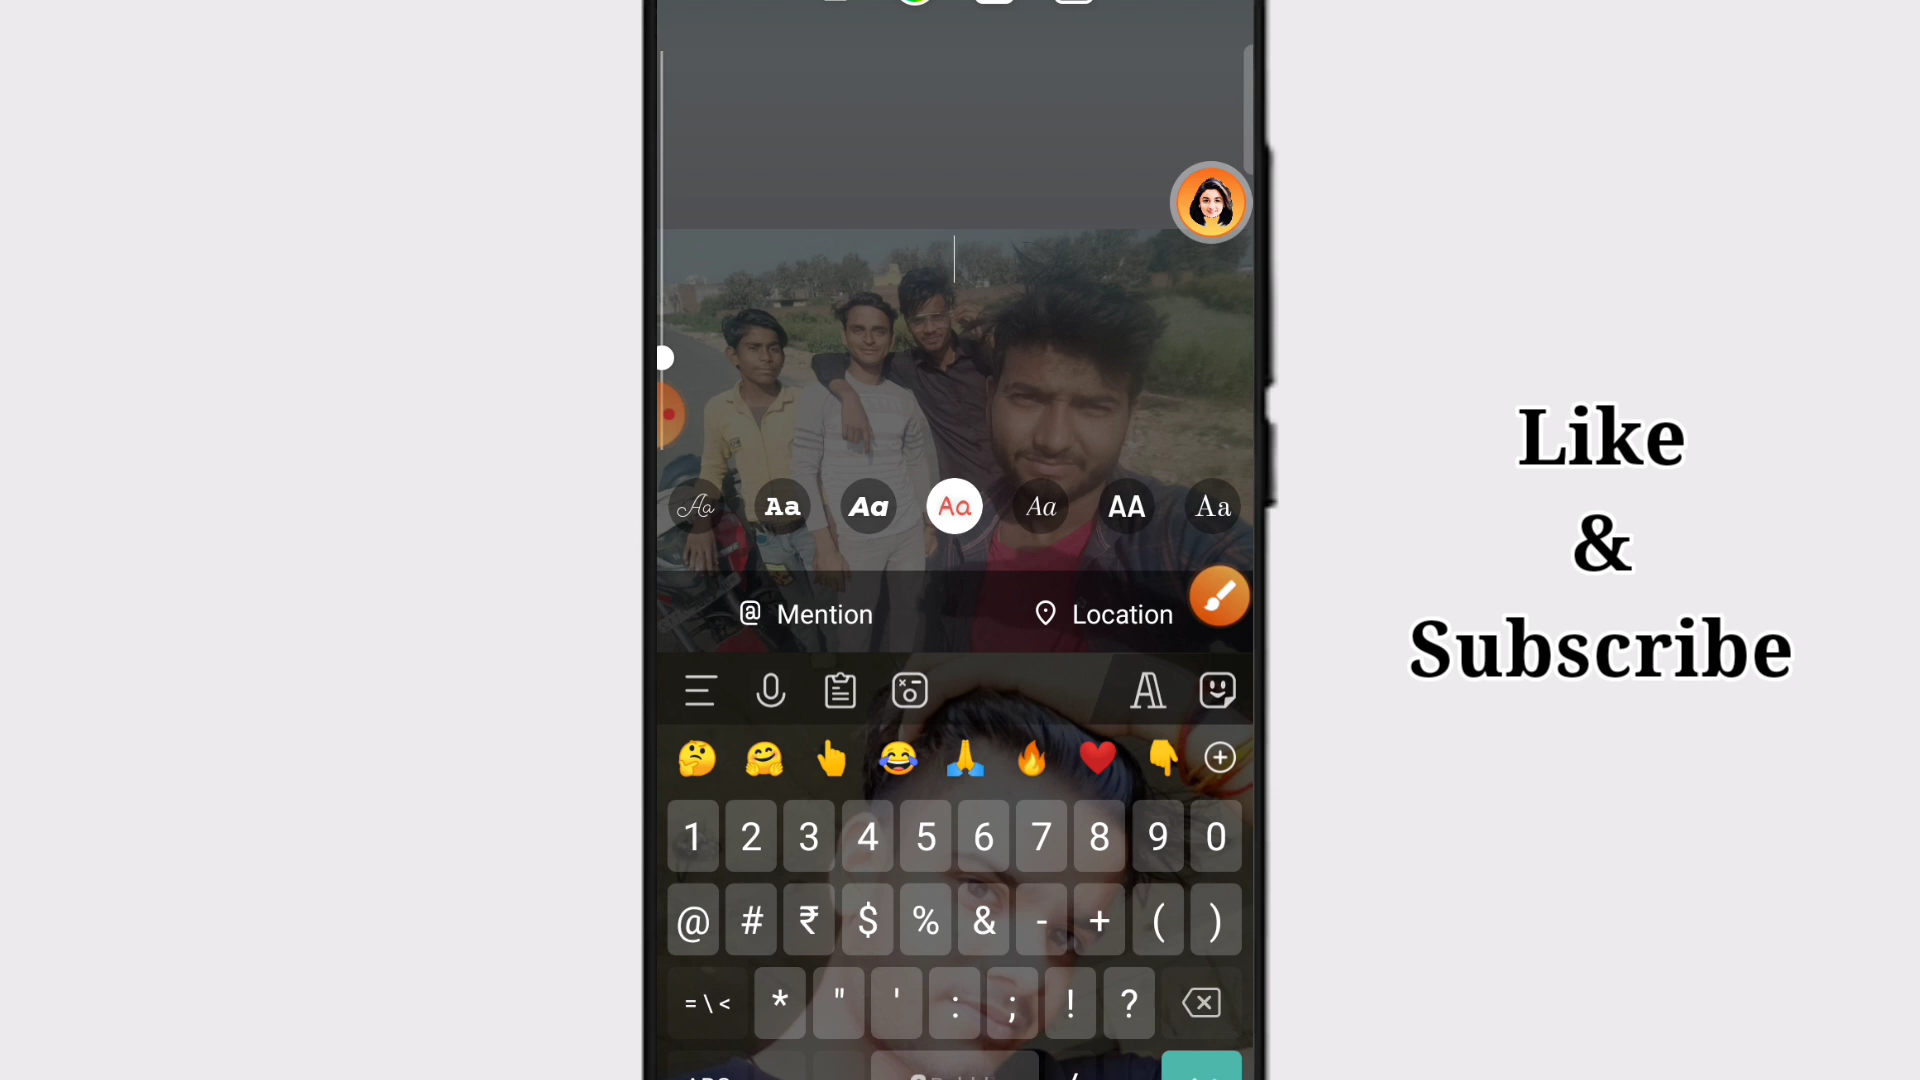 Aa Aa Aa Aa Aa AA Aa
Mention
Location
1 2 3 4 5 6 7 8 9 0
@ # ₹ $ % & - + ( )
= \ < * " ' : ; ! ?
Like
&
Subscribe